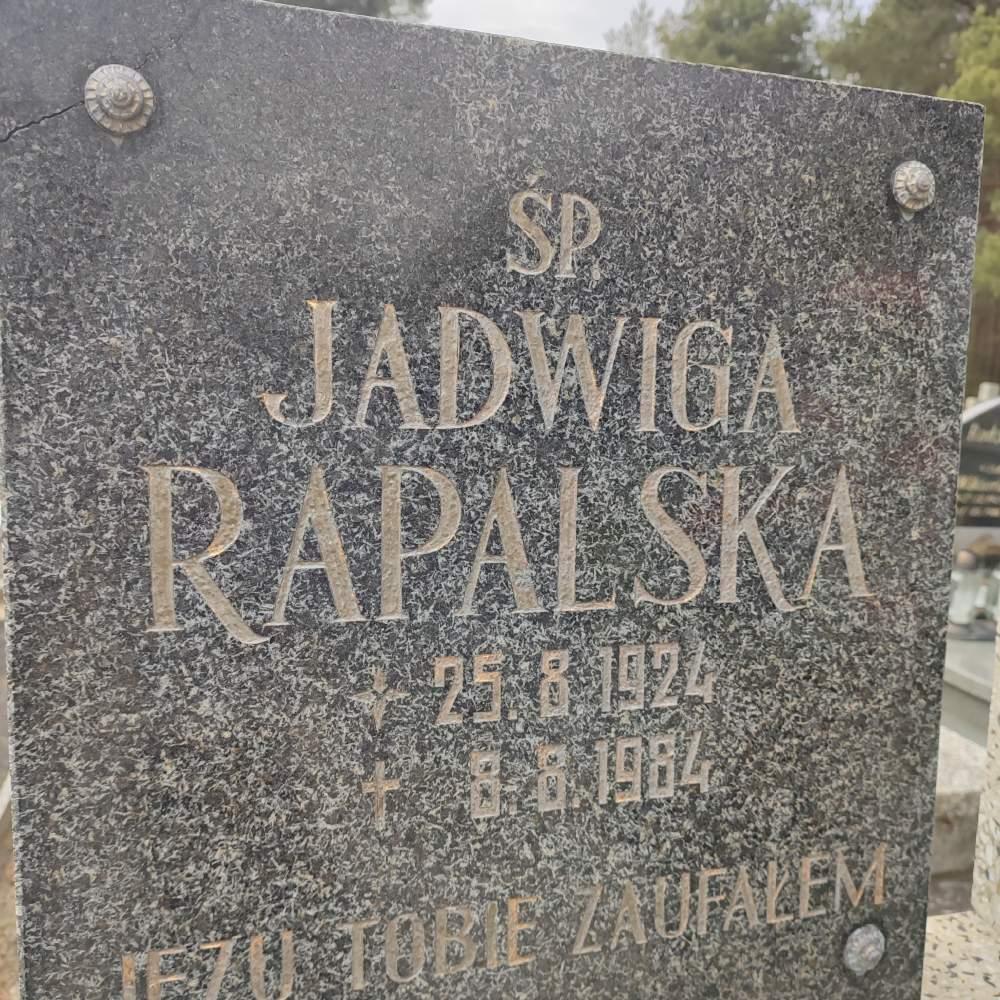 ŚP.
JADWIGA
RAPALSKA
25.8.1924
† 8.8.1984
JEZU TOBIE ZAUFAŁEM